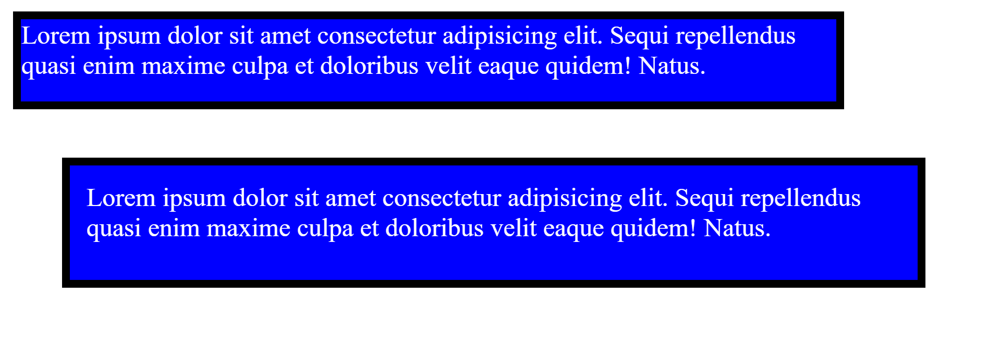 Lorem ipsum dolor sit amet consectetur adipisicing elit. Sequi repellendus
quasi enim maxime culpa et doloribus velit eaque quidem! Natus.
Lorem ipsum dolor sit amet consectetur adipisicing elit. Sequi repellendus
quasi enim maxime culpa et doloribus velit eaque quidem! Natus.